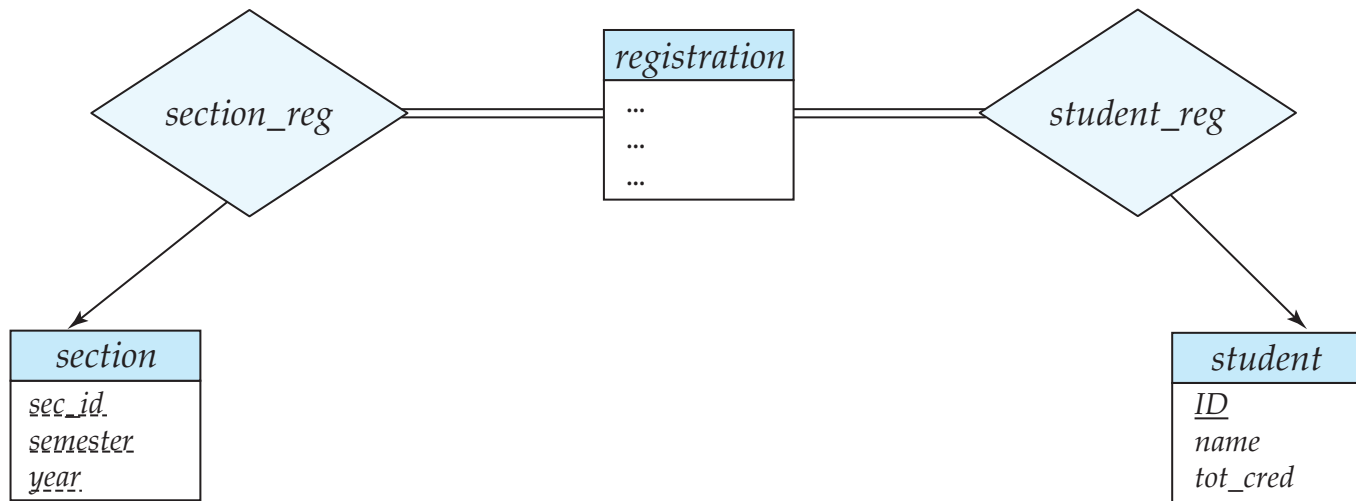 section_reg
registration
...
...
...
student_reg
section
sec_id
semester
year
student
ID
name
tot_cred